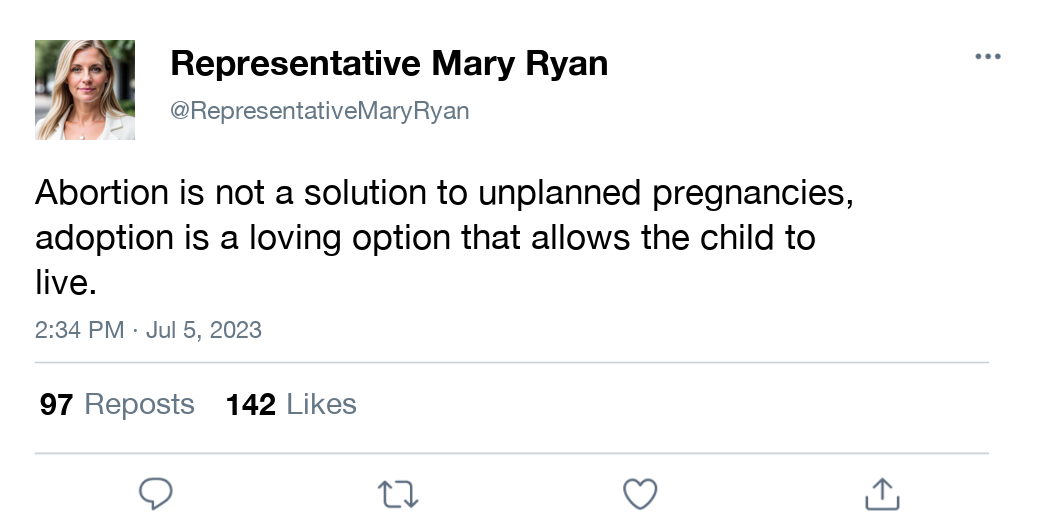 Representative Mary Ryan
@RepresentativeMaryRyan
Abortion is not a solution to unplanned pregnancies,
adoption is a loving option that allows the child to
live.
2:34 PM · Jul 5, 2023
97 Reposts 142 Likes